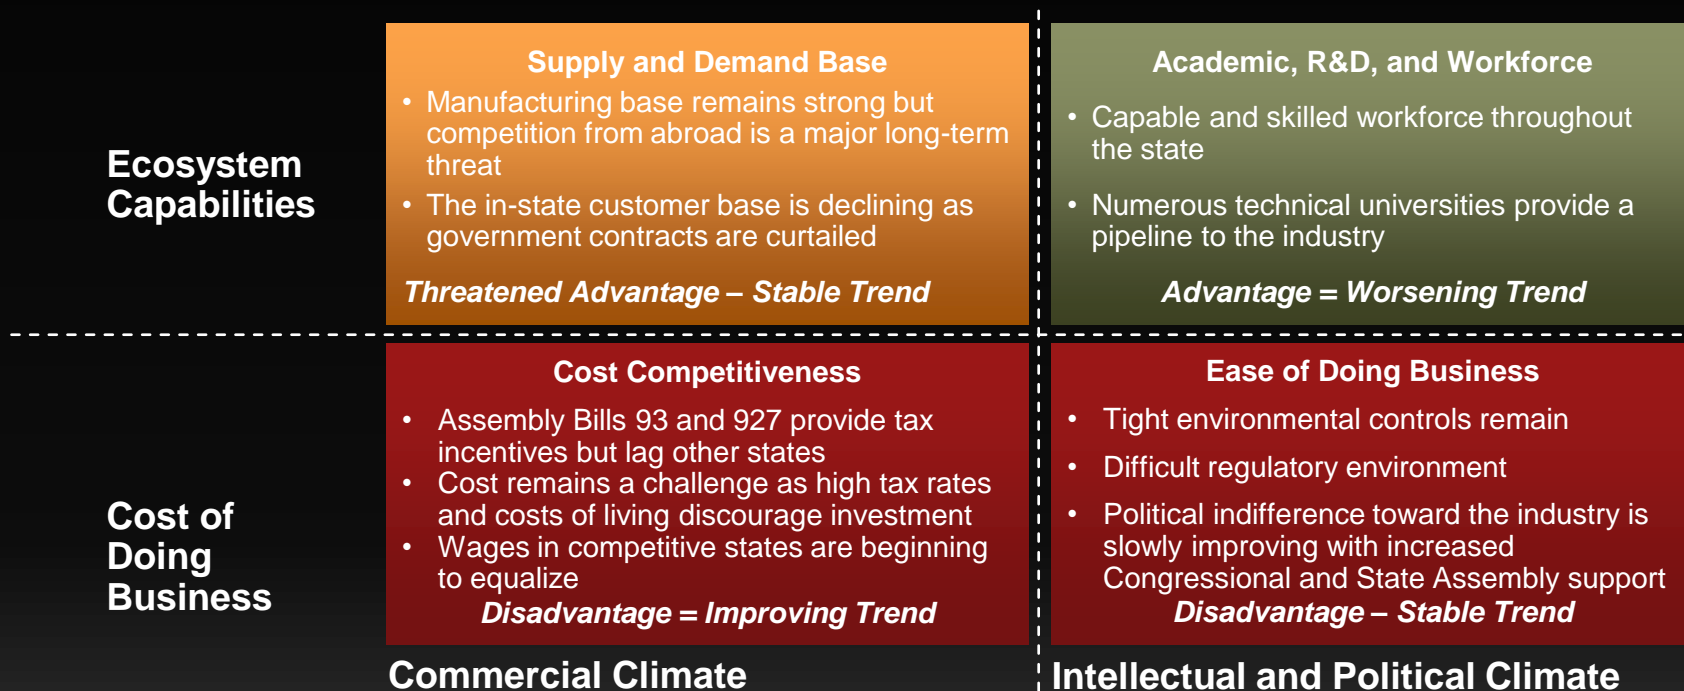 Ecosystem
Capabilities
Supply and Demand Base
• Manufacturing base remains strong but
competition from abroad is a major long-term
threat
• The in-state customer base is declining as
government contracts are curtailed
Threatened Advantage – Stable Trend
Academic, R&D, and Workforce
• Capable and skilled workforce throughout
the state
• Numerous technical universities provide a
pipeline to the industry
Advantage = Worsening Trend
Cost of
Doing
Business
Cost Competitiveness
• Assembly Bills 93 and 927 provide tax
incentives but lag other states
• Cost remains a challenge as high tax rates
and costs of living discourage investment
• Wages in competitive states are beginning
to equalize
Disadvantage = Improving Trend
Ease of Doing Business
• Tight environmental controls remain
• Difficult regulatory environment
• Political indifference toward the industry is
slowly improving with increased
Congressional and State Assembly support
Disadvantage – Stable Trend
Commercial Climate
Intellectual and Political Climate